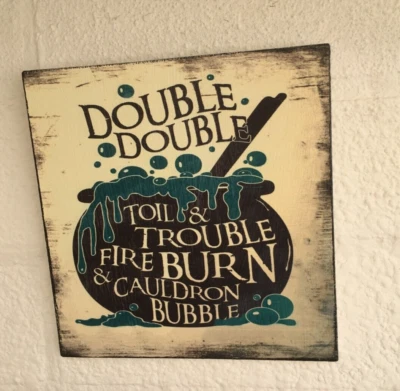 DOUBLE
DOUBLE
TOIL &
TROUBLE
FIRE BURN
& CAULDRON
BUBBLE